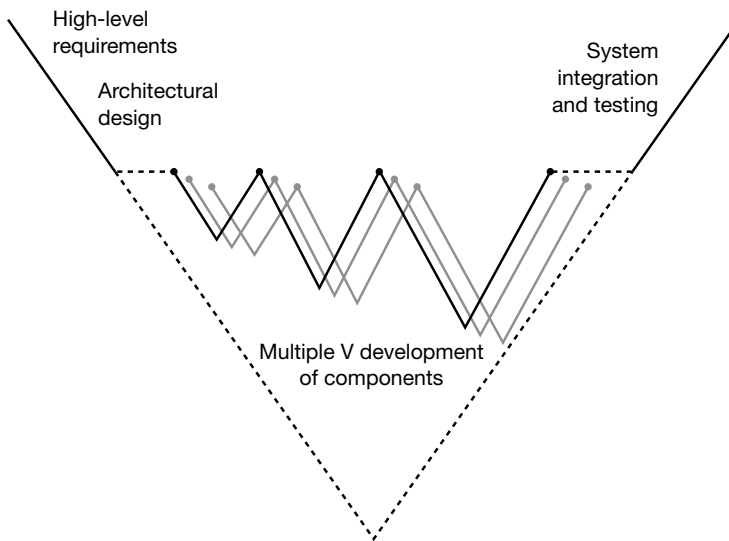 High-level
requirements
Architectural
design
System
integration
and testing
Multiple V development
of components